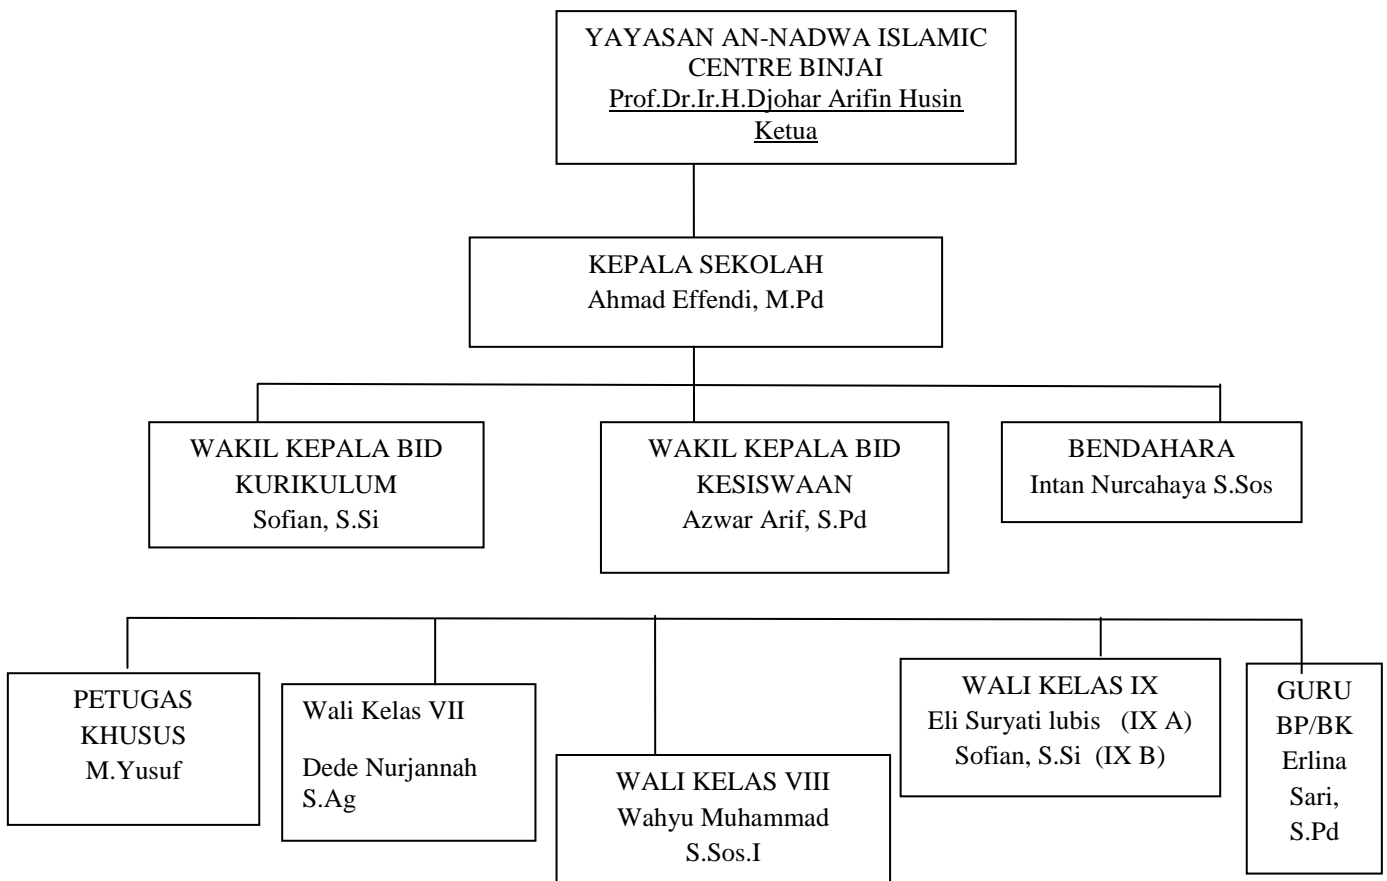 YAYASAN AN-NADWA ISLAMIC
CENTRE BINJAI
Prof.Dr.Ir.H.Djohar Arifin Husin
Ketua
KEPALA SEKOLAH
Ahmad Effendi, M.Pd
WAKIL KEPALA BID
KURIKULUM
Sofian, S.Si
WAKIL KEPALA BID
KESISWAAN
Azwar Arif, S.Pd
BENDAHARA
Intan Nurcahaya S.Sos
PETUGAS
KHUSUS
M.Yusuf
Wali Kelas VII
Dede Nurjannah
S.Ag
WALI KELAS VIII
Wahyu Muhammad
S.Sos.I
WALI KELAS IX
Eli Suryati lubis (IX A)
Sofian, S.Si (IX B)
GURU
BP/BK
Erlina
Sari,
S.Pd